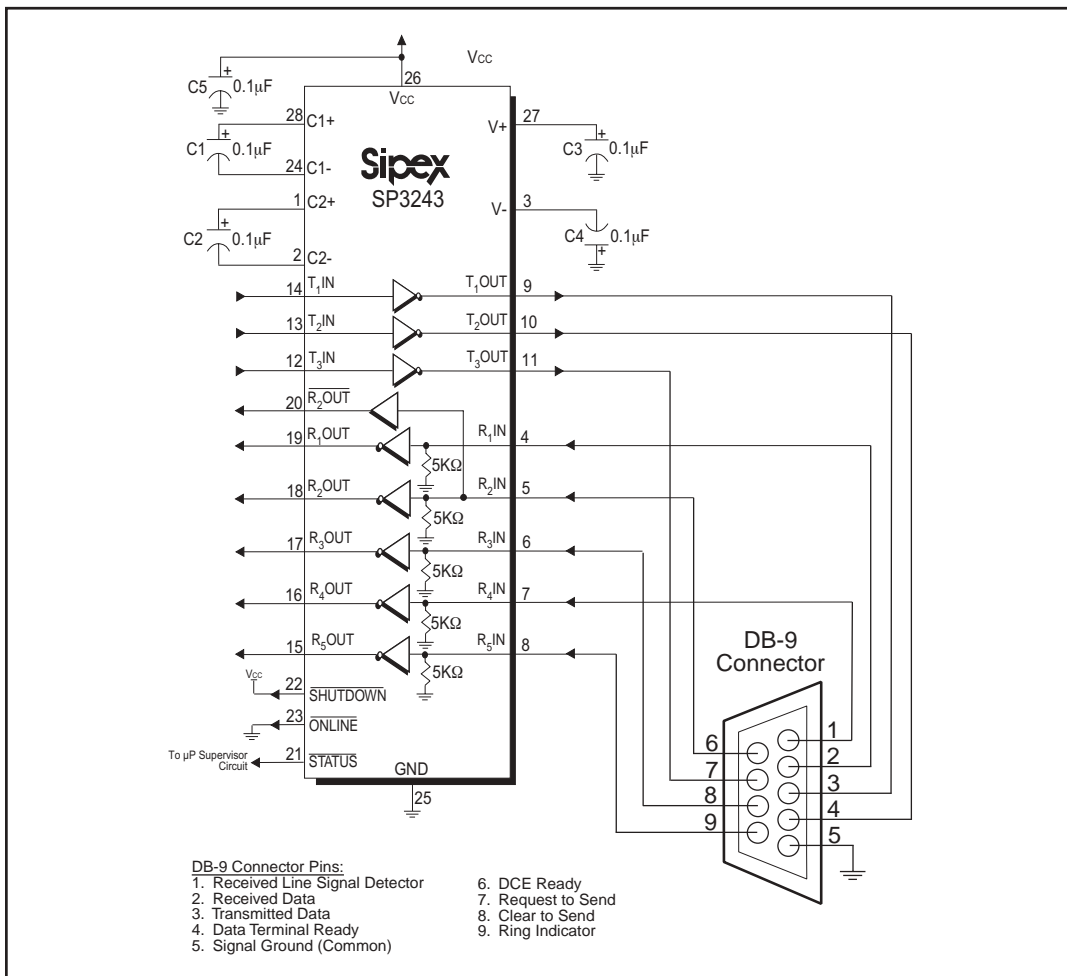 VCC
C5
+
0.1µF
26
VCC
28 C1+
C1
+
0.1µF
24 C1-
1 C2+
C2
+
0.1µF
2 C2-
Sipex
SP3243
V+ 27
C3
+
0.1µF
V- 3
C4
0.1µF
+
14 T1IN T1OUT 9
13 T2IN T2OUT 10
12 T3IN T3OUT 11
20 R2OUT
19 R1OUT R1IN 4
5KΩ
18 R2OUT R2IN 5
5KΩ
17 R3OUT R3IN 6
5KΩ
16 R4OUT R4IN 7
5KΩ
15 R5OUT R5IN 8
5KΩ
VCC
22 SHUTDOWN
23 ONLINE
To µP Supervisor
Circuit
21 STATUS
GND
25
DB-9
Connector
6
7
8
9
1
2
3
4
5
DB-9 Connector Pins:
1. Received Line Signal Detector
2. Received Data
3. Transmitted Data
4. Data Terminal Ready
5. Signal Ground (Common)
6. DCE Ready
7. Request to Send
8. Clear to Send
9. Ring Indicator